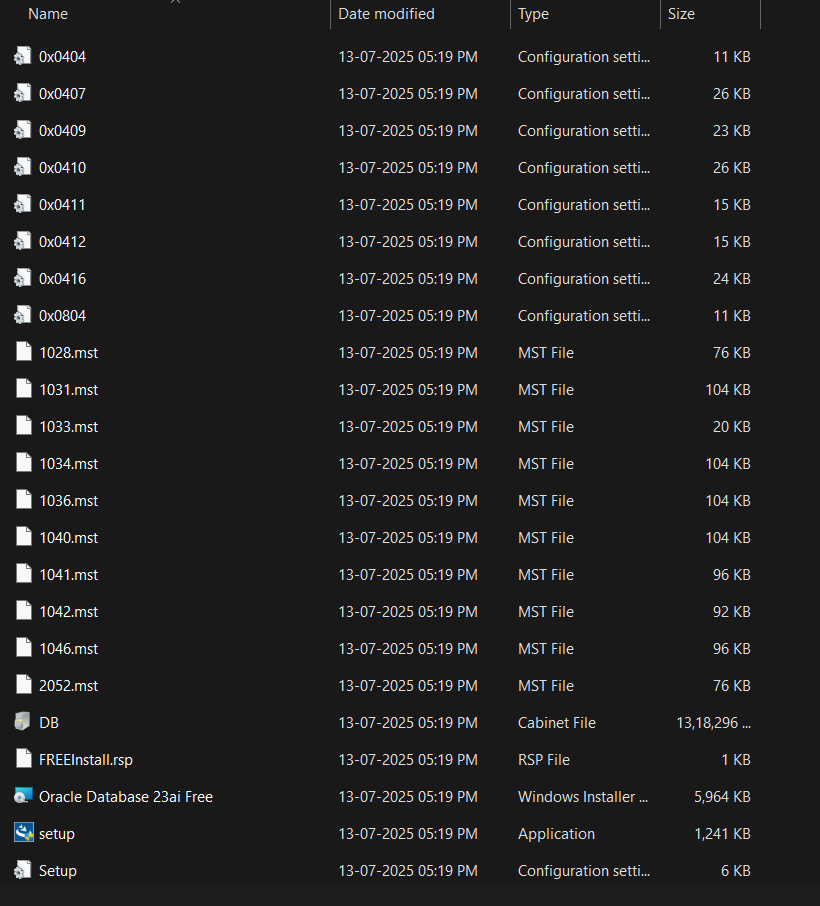 Name Date modified Type Size
0x0404 13-07-2025 05:19 PM Configuration setti... 11 KB
0x0407 13-07-2025 05:19 PM Configuration setti... 26 KB
0x0409 13-07-2025 05:19 PM Configuration setti... 23 KB
0x0410 13-07-2025 05:19 PM Configuration setti... 26 KB
0x0411 13-07-2025 05:19 PM Configuration setti... 15 KB
0x0412 13-07-2025 05:19 PM Configuration setti... 15 KB
0x0416 13-07-2025 05:19 PM Configuration setti... 24 KB
0x0804 13-07-2025 05:19 PM Configuration setti... 11 KB
1028.mst 13-07-2025 05:19 PM MST File 76 KB
1031.mst 13-07-2025 05:19 PM MST File 104 KB
1033.mst 13-07-2025 05:19 PM MST File 20 KB
1034.mst 13-07-2025 05:19 PM MST File 104 KB
1036.mst 13-07-2025 05:19 PM MST File 104 KB
1040.mst 13-07-2025 05:19 PM MST File 104 KB
1041.mst 13-07-2025 05:19 PM MST File 96 KB
1042.mst 13-07-2025 05:19 PM MST File 92 KB
1046.mst 13-07-2025 05:19 PM MST File 96 KB
2052.mst 13-07-2025 05:19 PM MST File 76 KB
DB 13-07-2025 05:19 PM Cabinet File 13,18,296 ...
FREEInstall.rsp 13-07-2025 05:19 PM RSP File 1 KB
Oracle Database 23ai Free 13-07-2025 05:19 PM Windows Installer ... 5,964 KB
setup 13-07-2025 05:19 PM Application 1,241 KB
Setup 13-07-2025 05:19 PM Configuration setti... 6 KB